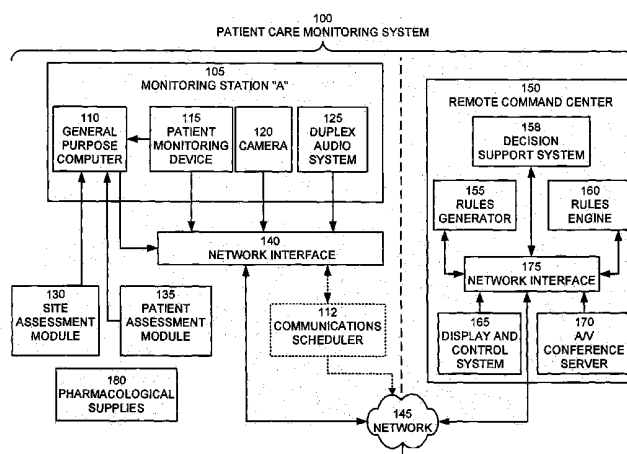 100
PATIENT CARE MONITORING SYSTEM
105
MONITORING STATION "A"
110
GENERAL
PURPOSE
COMPUTER
115
PATIENT
MONITORING
DEVICE
120
CAMERA
125
DUPLEX
AUDIO
SYSTEM
140
NETWORK INTERFACE
130
SITE
ASSESSMENT
MODULE
135
PATIENT
ASSESSMENT
MODULE
112
COMMUNICATIONS
SCHEDULER
180
PHARMACOLOGICAL
SUPPLIES
145
NETWORK
150
REMOTE COMMAND
CENTER
158
DECISION
SUPPORT
SYSTEM
155
RULES
GENERATOR
160
RULES
ENGINE
175
NETWORK
INTERFACE
165
DISPLAY AND
CONTROL
SYSTEM
170
A/V
CONFERENCE
SERVER